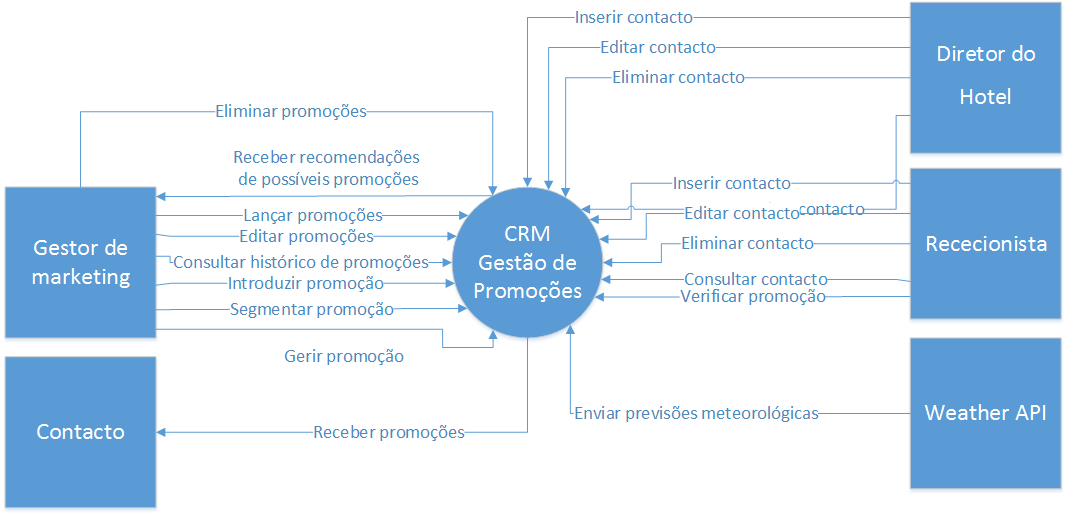 Inserir contacto
Editar contacto
Eliminar contacto
Diretor do
Hotel
Eliminar promoções
Receber recomendações
de possíveis promoções
Lançar promoções
Editar promoções
Consultar histórico de promoções
Introduzir promoção
Segmentar promoção
Gerir promoção
Gestor de
marketing
CRM
Gestão de
Promoções
Inserir contacto
contacto
Editar contacto
Eliminar contacto
Consultar contacto
Verificar promoção
Rececionista
Contacto
Receber promoções
Enviar previsões meteorológicas
Weather API